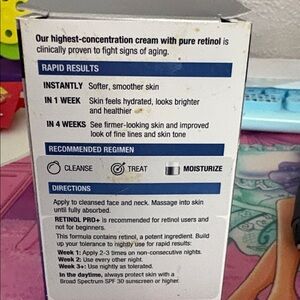 Our highest-concentration cream with pure retinol is
clinically proven to fight signs of aging.
RAPID RESULTS
INSTANTLY Softer, smoother skin
IN 1 WEEK Skin feels hydrated, looks brighter
and healthier
IN 4 WEEKS See firmer-looking skin and improved
look of fine lines and skin tone
RECOMMENDED REGIMEN
CLEANSE TREAT MOISTURIZE
DIRECTIONS
Apply to cleansed face and neck. Massage into skin
until fully absorbed.
RETINOL PRO+ is recommended for retinol users and
not for beginners.
This formula contains retinol, a potent ingredient. Build
up your tolerance to nightly use for rapid results:
Week 1: Apply 2-3 times on non-consecutive nights.
Week 2: Use every other night.
Week 3+: Use nightly as tolerated.
In the daytime, always protect skin with a
Broad Spectrum SPF 30 sunscreen or higher.